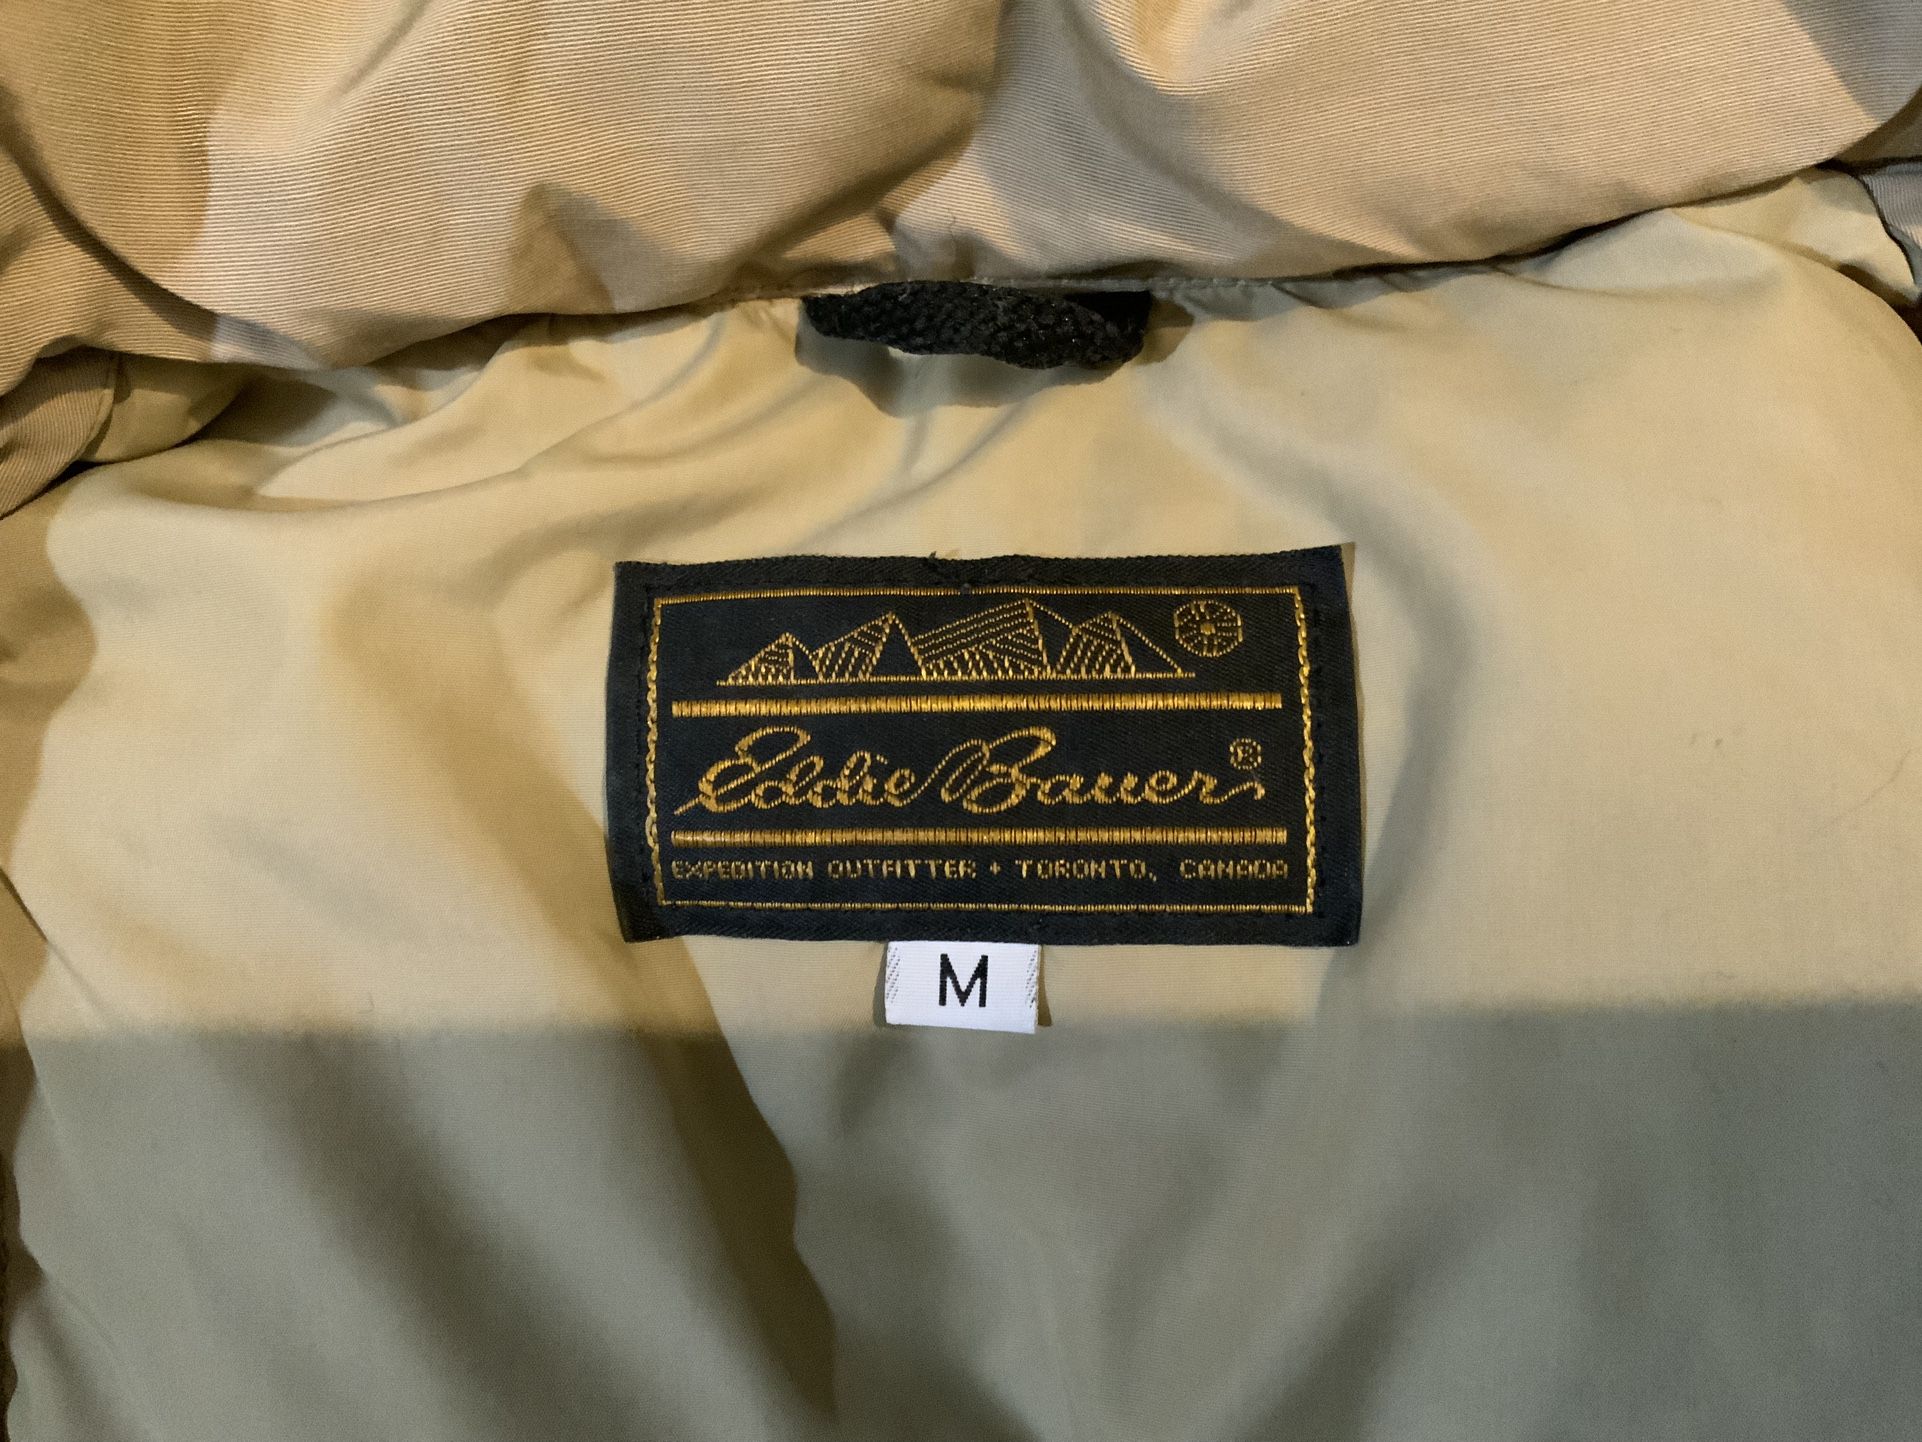 Eddie Bauer®
EXPEDITION OUTFITTER + TORONTO, CANADA
M